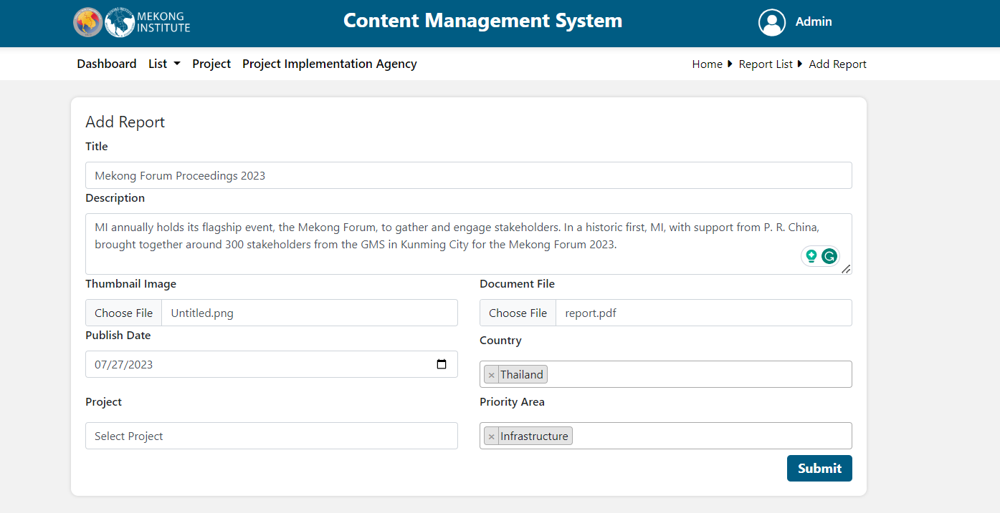 MEKONG INSTITUTE
MEKONG
INSTITUTE
Content Management System
Admin
Dashboard List Project Project Implementation Agency
Home Report List Add Report
Add Report
Title
Mekong Forum Proceedings 2023
Description
MI annually holds its flagship event, the Mekong Forum, to gather and engage stakeholders. In a historic first, MI, with support from P. R. China,
brought together around 300 stakeholders from the GMS in Kunming City for the Mekong Forum 2023.
Thumbnail Image
Document File
Choose File Untitled.png
Choose File report.pdf
Publish Date
Country
07/27/2023
× Thailand
Project
Priority Area
Select Project
× Infrastructure
Submit